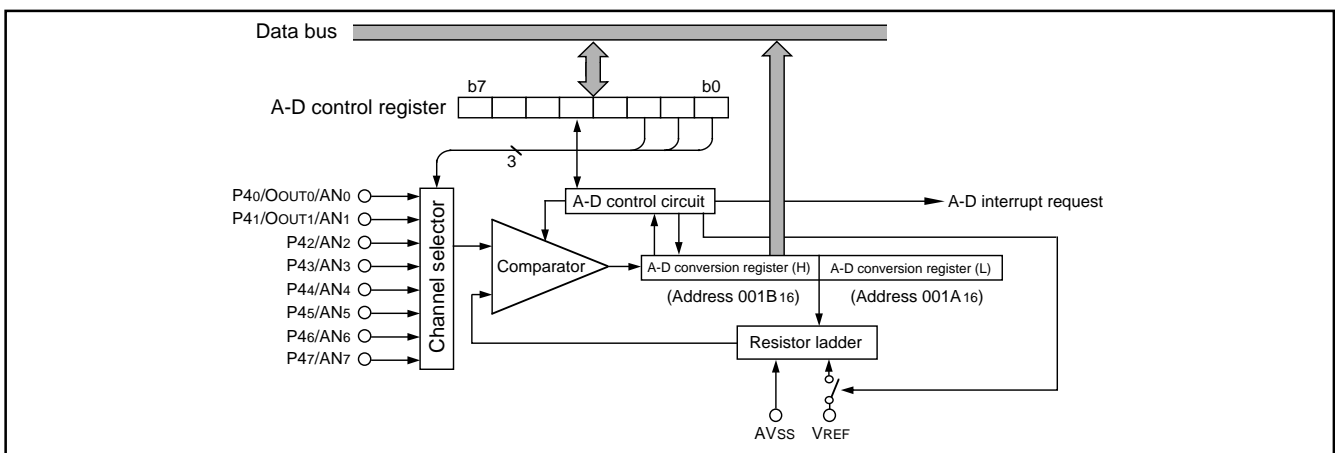 Data bus
b7 b0
A-D control register
3
P40/OOUT0/AN0
P41/OOUT1/AN1
P42/AN2
P43/AN3
P44/AN4
P45/AN5
P46/AN6
P47/AN7
Channel selector
A-D control circuit
A-D interrupt request
Comparator
A-D conversion register (H) A-D conversion register (L)
(Address 001B16) (Address 001A16)
Resistor ladder
AVSS VREF